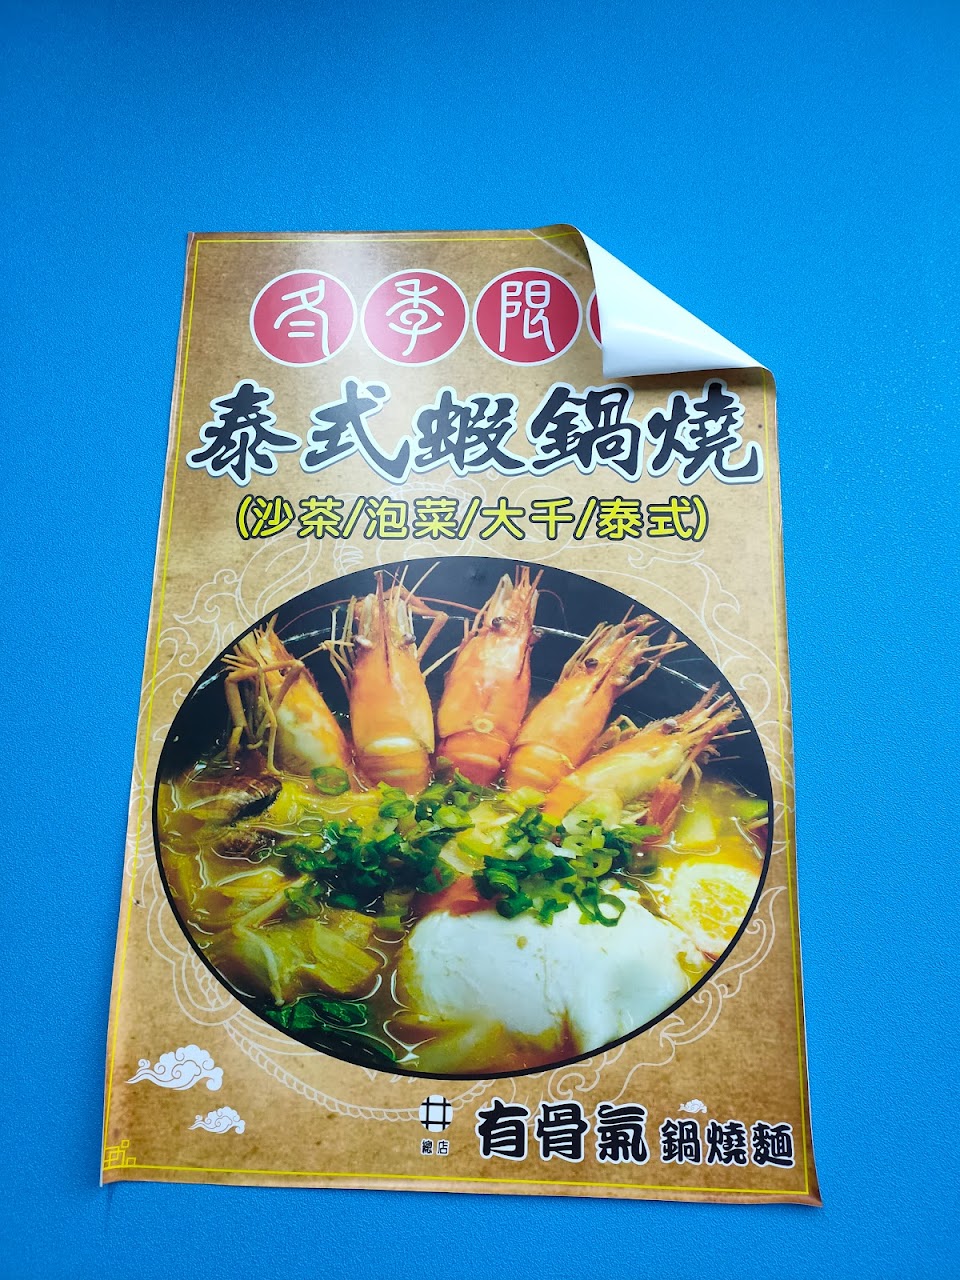 冬季限
泰式蝦鍋燒
(沙茶/泡菜/大千/泰式)
總店
有骨氣鍋燒麵